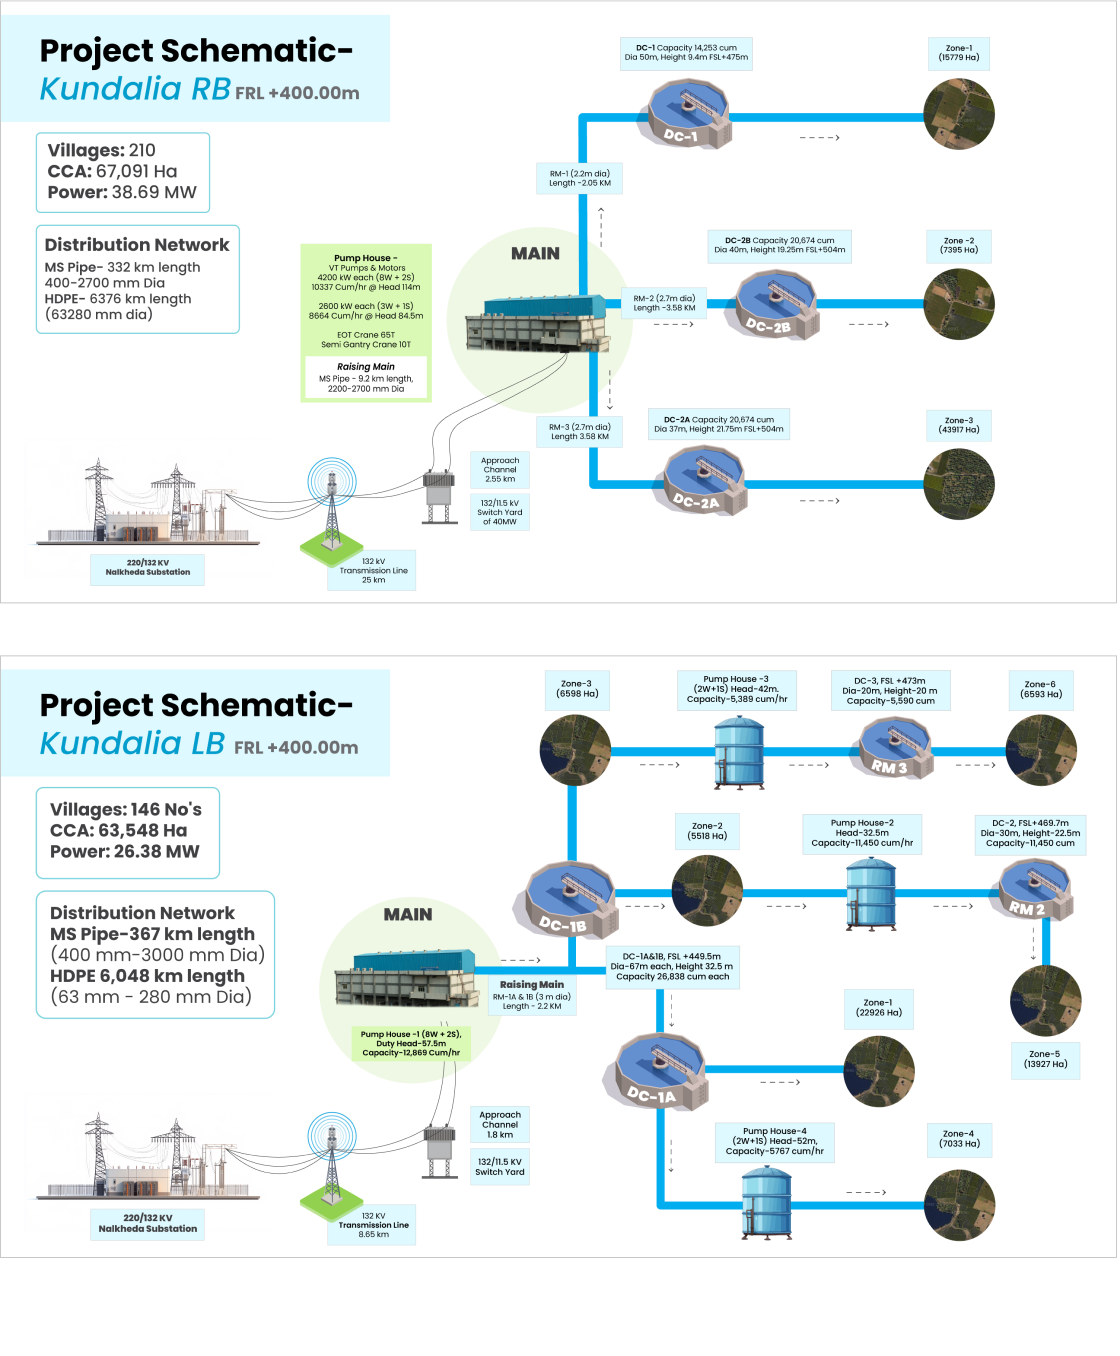 Project Schematic-
Kundalia RB FRL +400.00m
Villages: 210
CCA: 67,091 Ha
Power: 38.69 MW
Distribution Network
MS Pipe- 332 km length
400-2700 mm Dia
HDPE- 6376 km length
(63280 mm dia)
Pump House -
VT Pumps & Motors
4200 kW each (8W + 2S)
10337 Cum/hr @ Head 114m
2600 kW each (3W + 1S)
8664 Cum/hr @ Head 84.5m
EOT Crane 65T
Semi Gantry Crane 10T
Raising Main
MS Pipe - 9.2 km length,
2200-2700 mm Dia
MAIN
DC-1 Capacity 14,253 cum
Dia 50m, Height 9.4m FSL+475m
DC-1
Zone-1
(15779 Ha)
RM-1 (2.2m dia)
Length -2.05 KM
DC-2B Capacity 20,674 cum
Dia 40m, Height 19.25m FSL+504m
DC-2B
Zone -2
(7395 Ha)
RM-2 (2.7m dia)
Length -3.58 KM
DC-2A Capacity 20,674 cum
Dia 37m, Height 21.75m FSL+504m
DC-2A
Zone-3
(43917 Ha)
RM-3 (2.7m dia)
Length 3.58 KM
Approach
Channel
2.55 km
132/11.5 kV
Switch Yard
of 40MW
220/132 KV
Nalkheda Substation
132 kV
Transmission Line
25 km
Project Schematic-
Kundalia LB FRL +400.00m
Villages: 146 No's
CCA: 63,548 Ha
Power: 26.38 MW
Distribution Network
MS Pipe-367 km length
(400 mm-3000 mm Dia)
HDPE 6,048 km length
(63 mm - 280 mm Dia)
MAIN
Pump House -1 (8W + 2S),
Duty Head-57.5m
Capacity-12,869 Cum/hr
Raising Main
RM-1A & 1B (3 m dia)
Length - 2.2 KM
Zone-3
(6598 Ha)
Pump House -3
(2W+1S) Head-42m.
Capacity-5,389 cum/hr
DC-3, FSL +473m
Dia-20m, Height-20 m
Capacity-5,590 cum
RM 3
Zone-6
(6593 Ha)
DC-1B
Zone-2
(5518 Ha)
Pump House-2
Head-32.5m
Capacity-11,450 cum/hr
DC-2, FSL+469.7m
Dia-30m, Height-22.5m
Capacity-11,450 cum
RM 2
DC-1A&1B, FSL +449.5m
Dia-67m each, Height 32.5 m
Capacity 26,838 cum each
Zone-1
(22926 Ha)
Zone-5
(13927 Ha)
DC-1A
Pump House-4
(2W+1S) Head-52m,
Capacity-5767 cum/hr
Zone-4
(7033 Ha)
Approach
Channel
1.8 km
132/11.5 KV
Switch Yard
220/132 KV
Nalkheda Substation
132 KV
Transmission Line
8.65 km